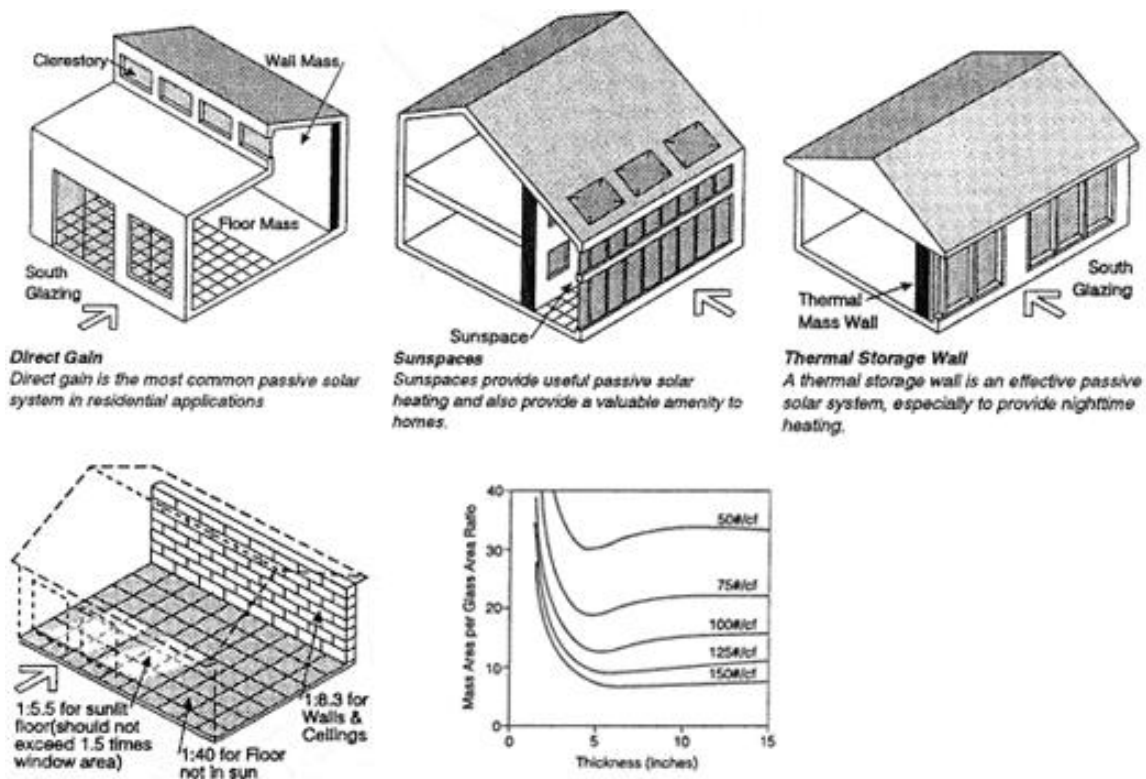 Clerestory
Wall Mass
Floor Mass
South
Glazing
Direct Gain
Direct gain is the most common passive solar
system in residential applications
Sunspace
Sunspaces
Sunspaces provide useful passive solar
heating and also provide a valuable amenity to
homes.
Thermal
Mass Wall
South
Glazing
Thermal Storage Wall
A thermal storage wall is an effective passive
solar system, especially to provide nighttime
heating.
1:5.5 for sunlit
floor(should not
exceed 1.5 times
window area)
1:40 for Floor
not in sun
1:8.3 for
Walls &
Ceilings
Mass Area per Glass Area Ratio
40
30
20
10
0
50#/cf
75#/cf
100#/cf
125#/cf
150#/cf
0 5 10 15
Thickness (inches)